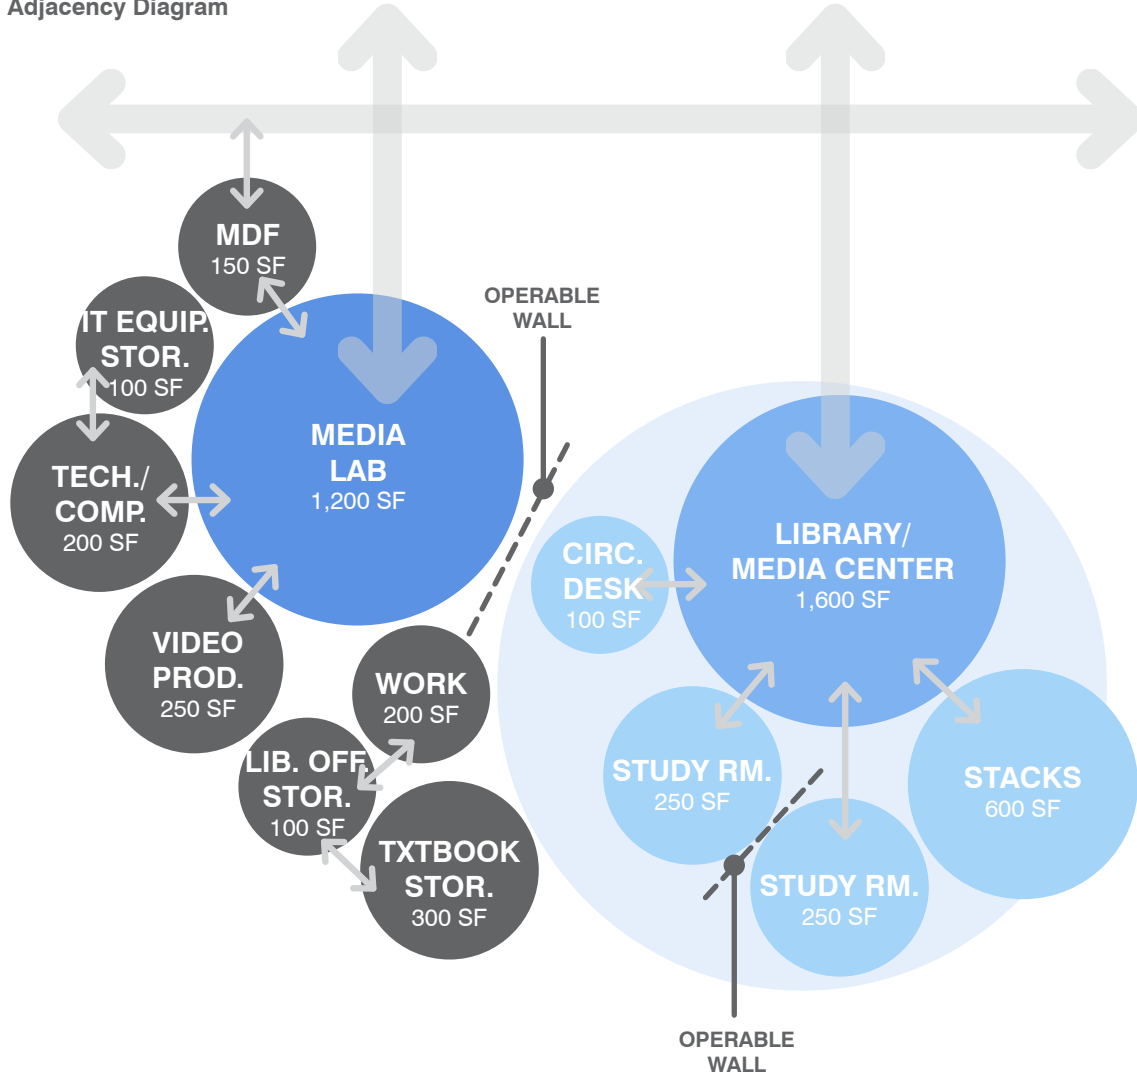 Adjacency Diagram
MDF
150 SF
OPERABLE
WALL
IT EQUIP.
STOR.
100 SF
MEDIA
LAB
1,200 SF
TECH./
COMP.
200 SF
LIBRARY/
MEDIA CENTER
1,600 SF
CIRC.
DESK
100 SF
VIDEO
PROD.
250 SF
WORK
200 SF
LIB. OFF.
STOR.
100 SF
STUDY RM.
250 SF
STACKS
600 SF
TXTBOOK
STOR.
300 SF
STUDY RM.
250 SF
OPERABLE
WALL